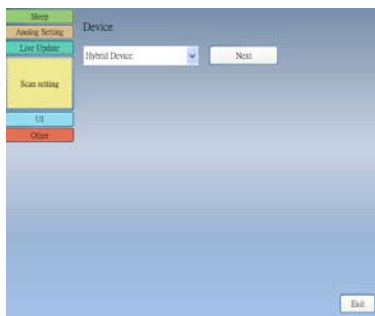 Sleep
Analog Setting
Live Update
Scan setting
UI
Other
Device
Hybrid Device
Next
Exit